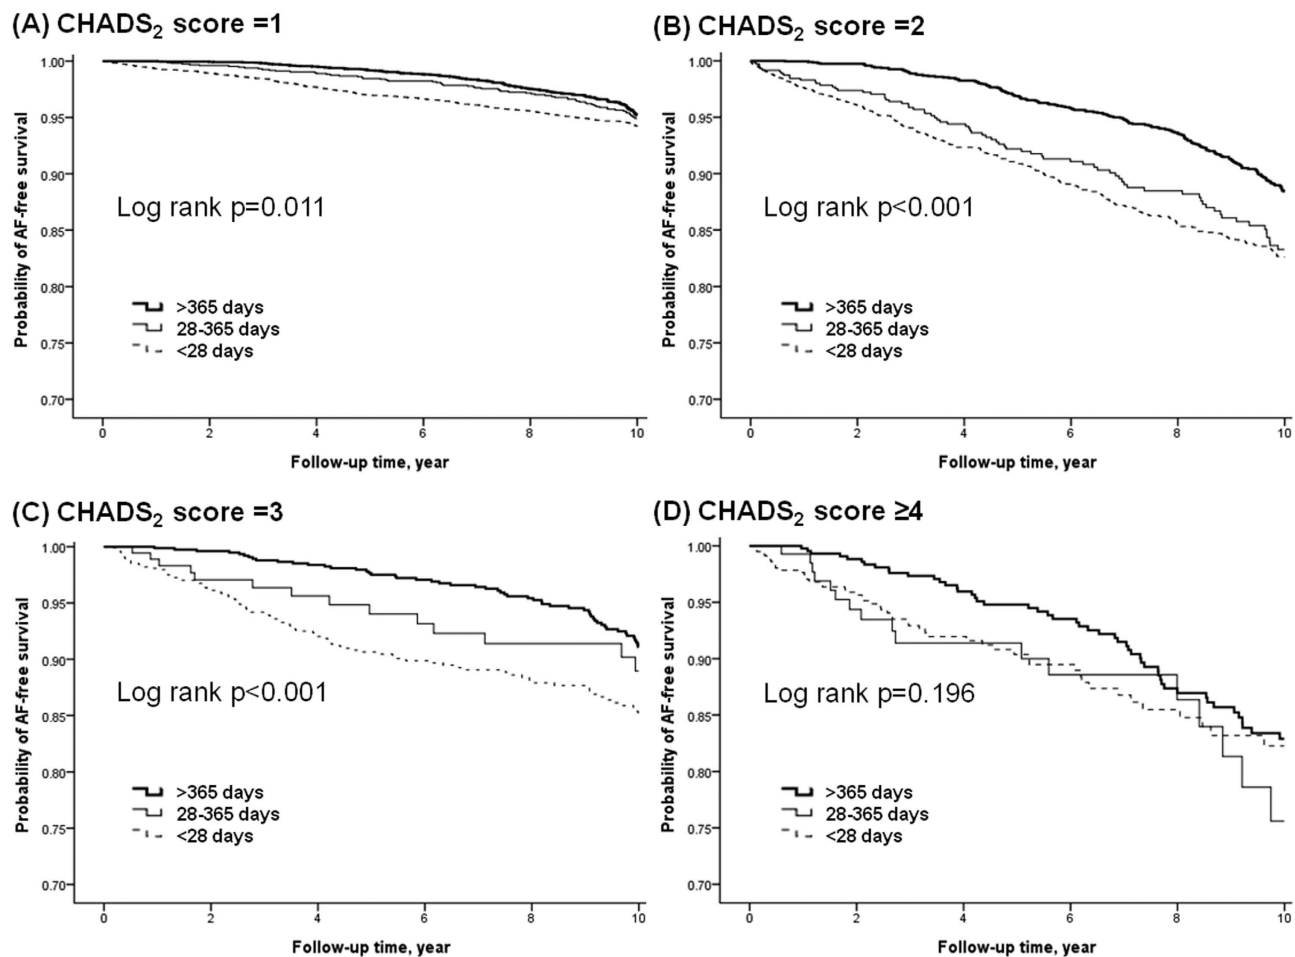 (A) CHADS₂ score =1
Probability of AF-free survival
1.00
0.95
0.90
0.85
0.80
0.75
0.70
Log rank p=0.011
>365 days
28-365 days
<28 days
0 2 4 6 8 10
Follow-up time, year
(B) CHADS₂ score =2
Probability of AF-free survival
1.00
0.95
0.90
0.85
0.80
0.75
0.70
Log rank p<0.001
>365 days
28-365 days
<28 days
0 2 4 6 8 10
Follow-up time, year
(C) CHADS₂ score =3
Probability of AF-free survival
1.00
0.95
0.90
0.85
0.80
0.75
0.70
Log rank p<0.001
>365 days
28-365 days
<28 days
0 2 4 6 8 10
Follow-up time, year
(D) CHADS₂ score ≥4
Probability of AF-free survival
1.00
0.95
0.90
0.85
0.80
0.75
0.70
Log rank p=0.196
>365 days
28-365 days
<28 days
0 2 4 6 8 10
Follow-up time, year